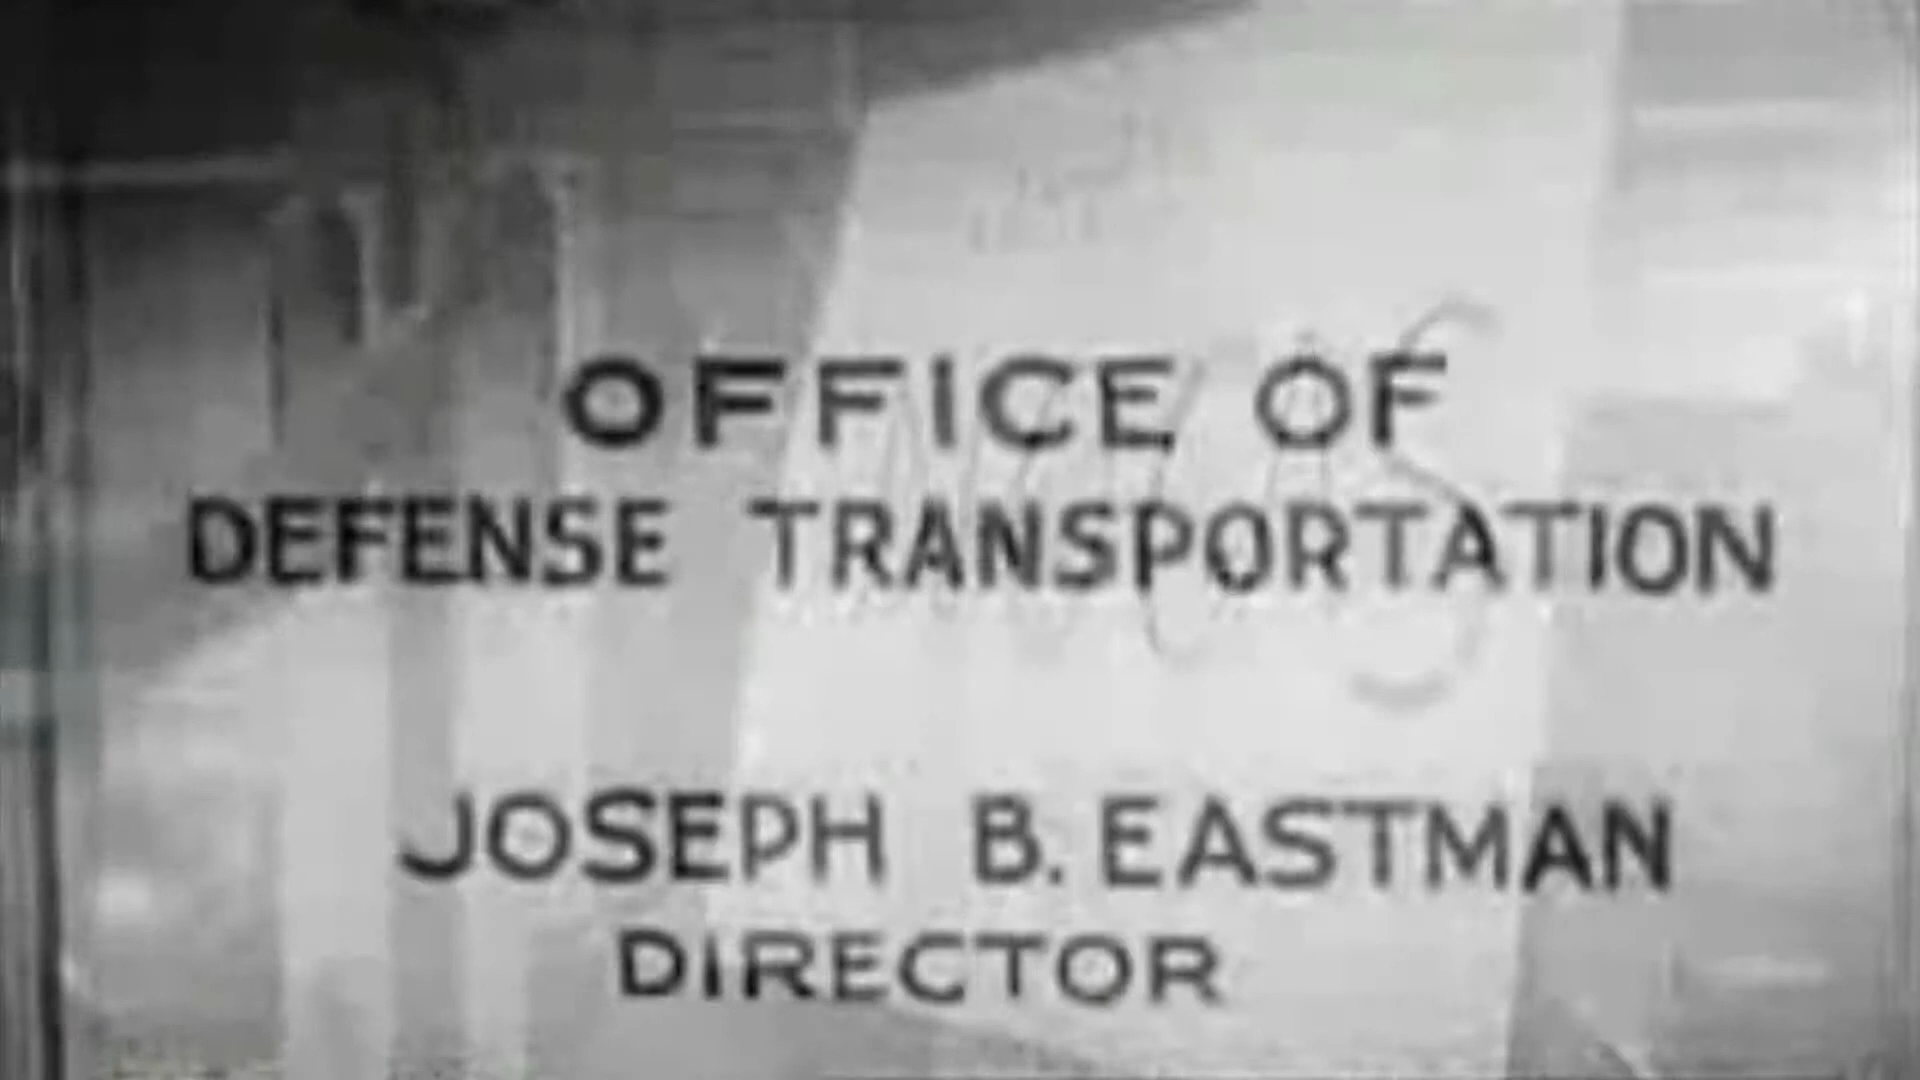 OFFICE OF
DEFENSE TRANSPORTATION
JOSEPH B. EASTMAN
DIRECTOR